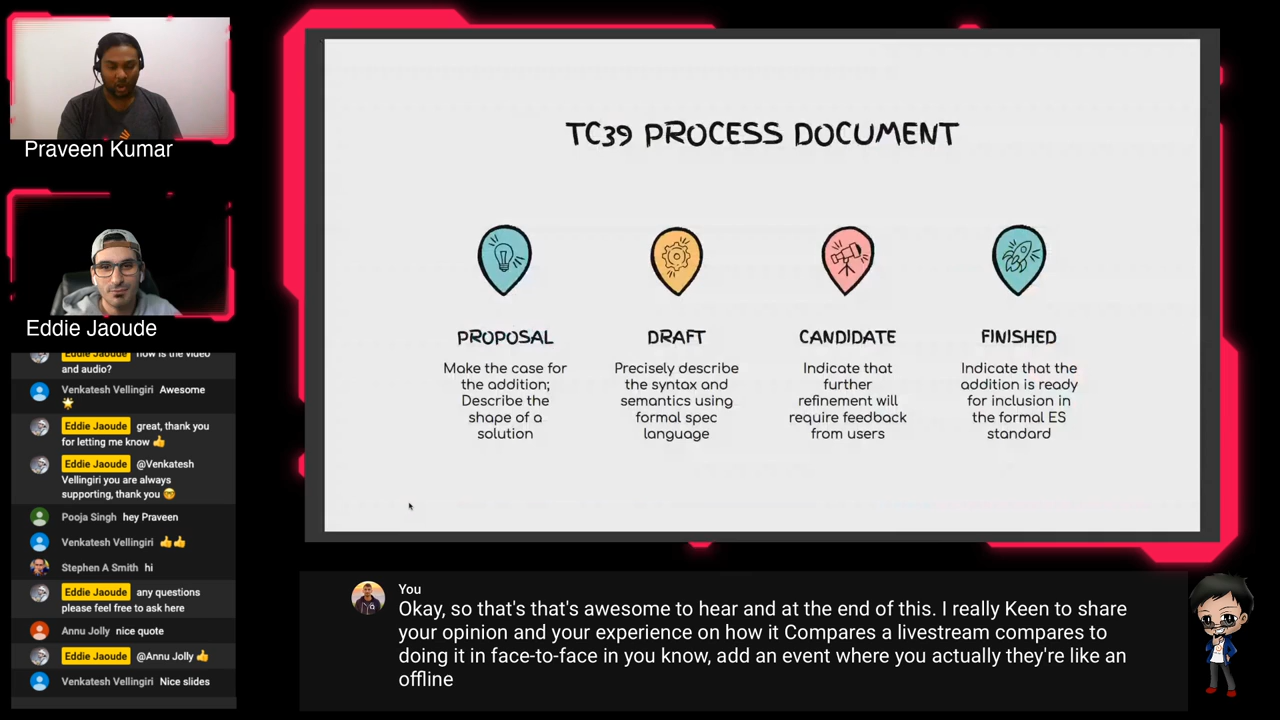 Praveen Kumar
Eddie Jaoude
Eddie Jaoude how is the video
and audio?
Venkatesh Vellingiri Awesome
🌟
Eddie Jaoude great, thank you
for letting me know 👍
Eddie Jaoude @Venkatesh
Vellingiri you are always
supporting, thank you 🤓
Pooja Singh hey Praveen
Venkatesh Vellingiri 👍👍
Stephen A Smith hi
Eddie Jaoude any questions
please feel free to ask here
Annu Jolly nice quote
Eddie Jaoude @Annu Jolly 👍
Venkatesh Vellingiri Nice slides
TC39 PROCESS DOCUMENT
PROPOSAL
Make the case for
the addition;
Describe the
shape of a
solution
DRAFT
Precisely describe
the syntax and
semantics using
formal spec
language
CANDIDATE
Indicate that
further
refinement will
require feedback
from users
FINISHED
Indicate that the
addition is ready
for inclusion in
the formal ES
standard
You
Okay, so that's that's awesome to hear and at the end of this. I really Keen to share
your opinion and your experience on how it Compares a livestream compares to
doing it in face-to-face in you know, add an event where you actually they're like an
offline